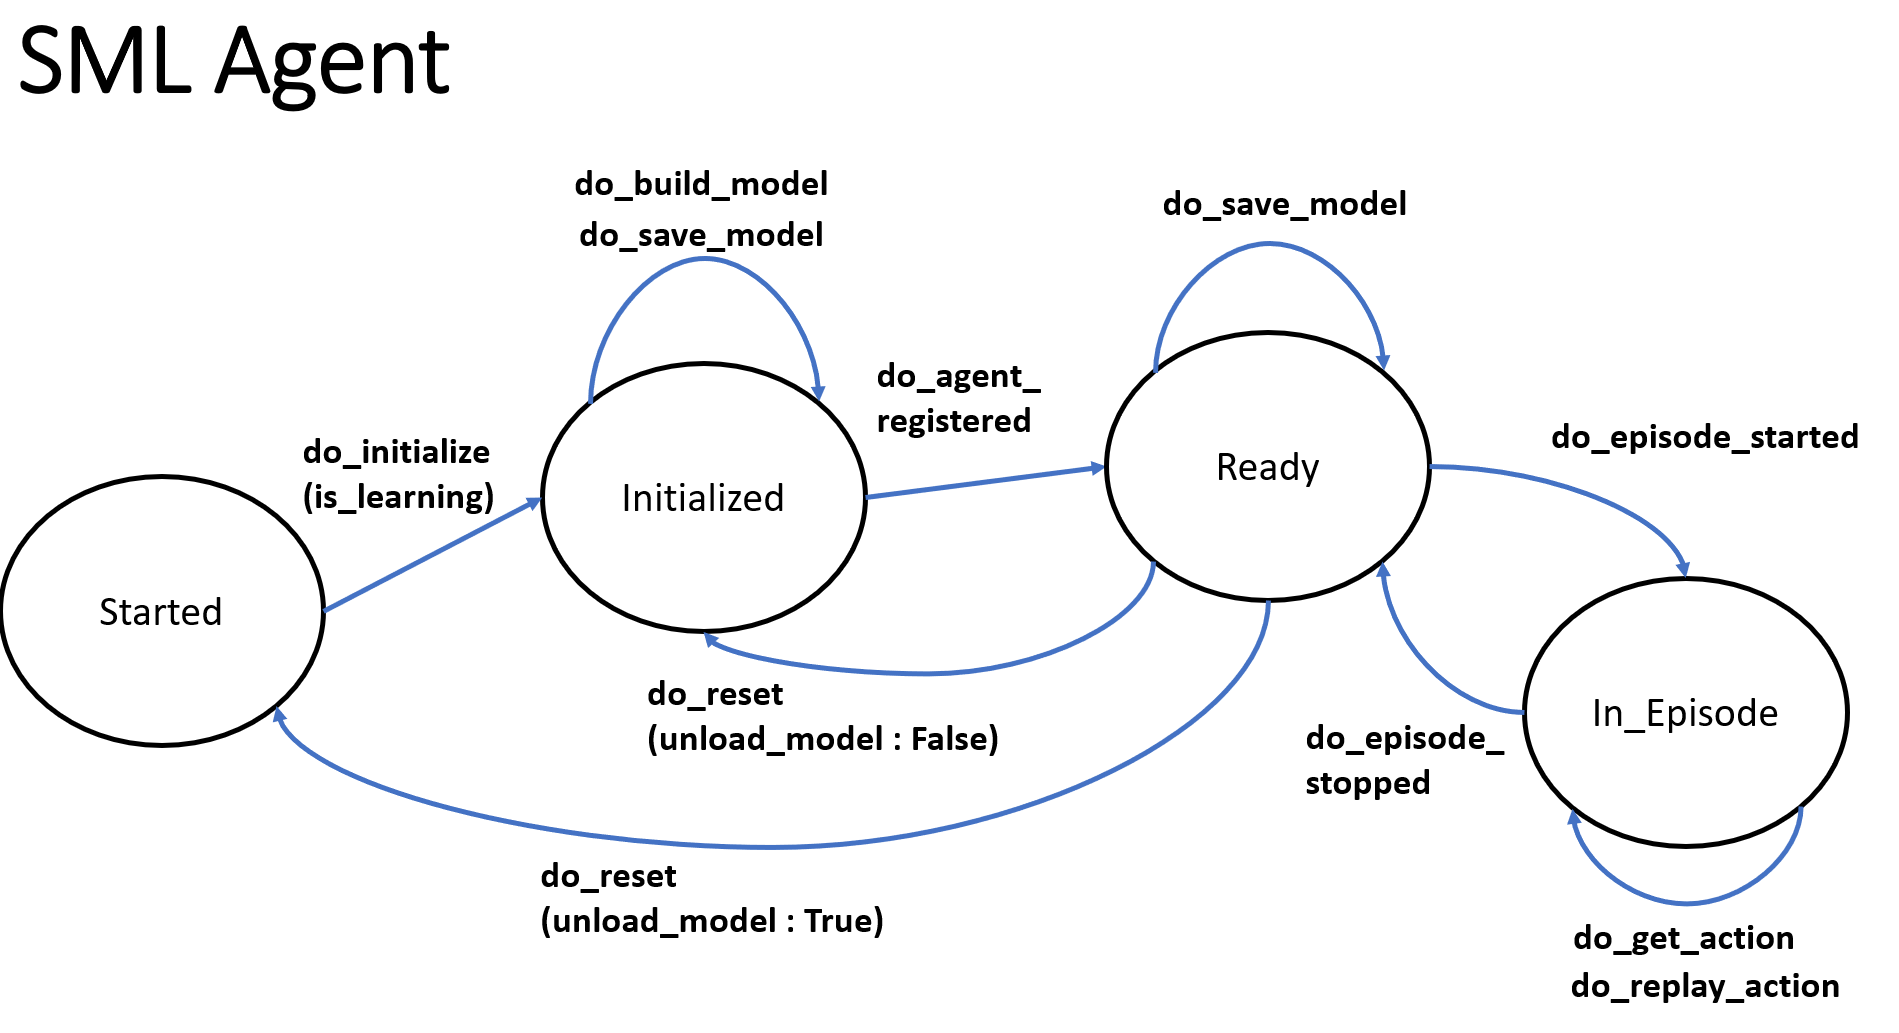 SML Agent
do_build_model
do_save_model
do_save_model
do_agent_
registered
do_initialize
(is_learning)
do_episode_started
Started
Initialized
Ready
In_Episode
do_reset
(unload_model : False)
do_episode_
stopped
do_reset
(unload_model : True)
do_get_action
do_replay_action